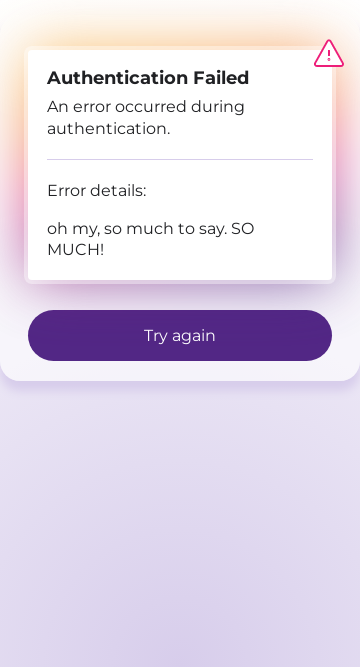 Authentication Failed
An error occurred during
authentication.
Error details:
oh my, so much to say. SO
MUCH!
Try again